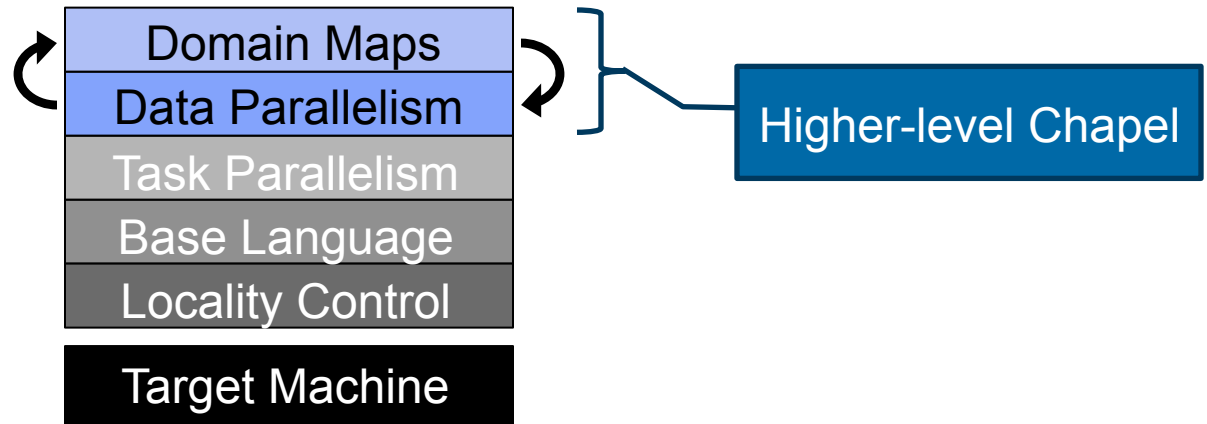 Domain Maps
Data Parallelism
Higher-level Chapel
Task Parallelism
Base Language
Locality Control
Target Machine